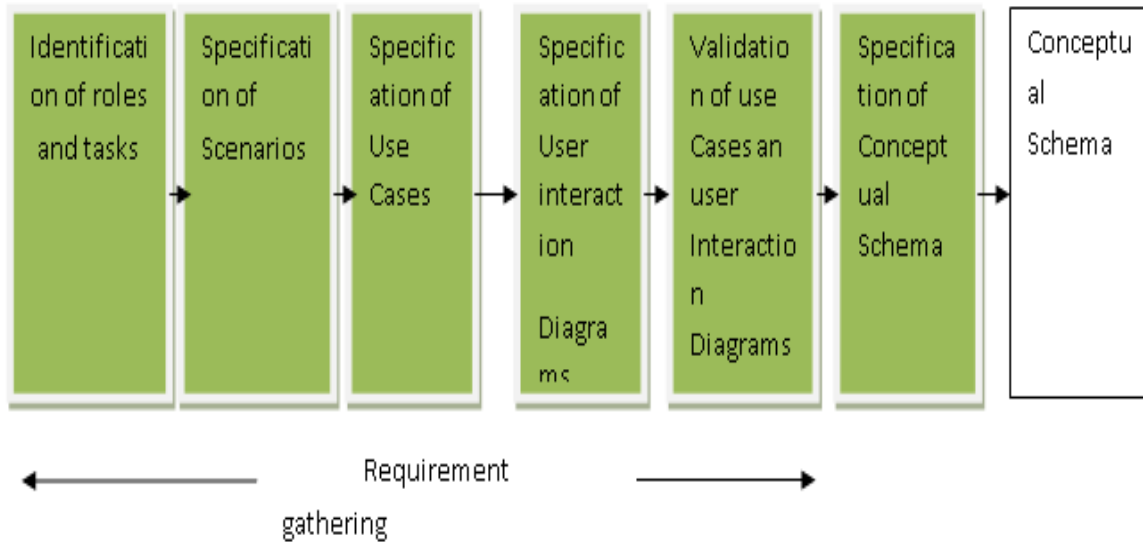 Identificati
on of roles
and tasks
Specificati
on of
Scenarios
Specific
ation of
Use
Cases
Specific
ation of
User
interact
ion
Diagra
ms
Validatio
n of use
Cases an
user
Interactio
n
Diagrams
Specifica
tion of
Concept
ual
Schema
Conceptu
al
Schema
Requirement
gathering